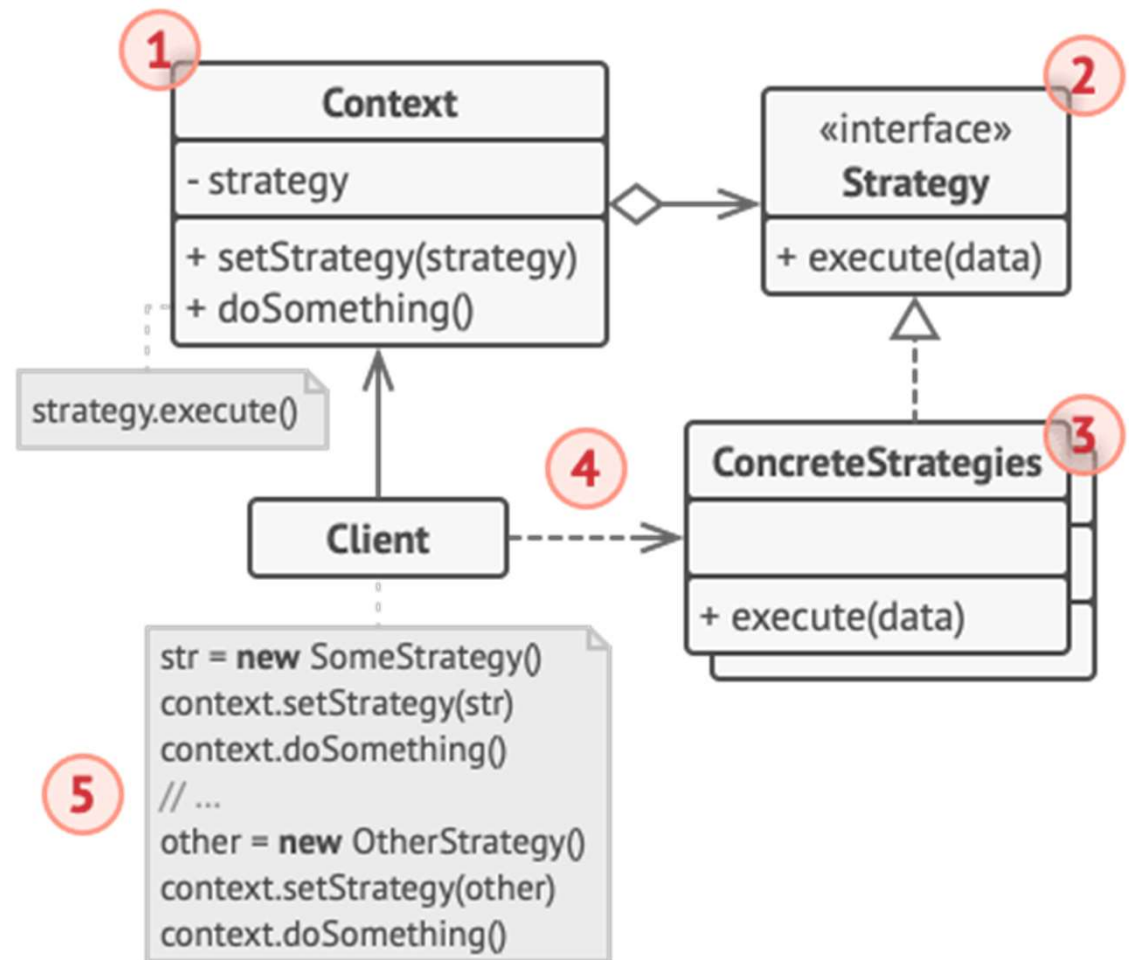 1
Context
- strategy
+ setStrategy(strategy)
+ doSomething()
2
«interface»
Strategy
+ execute(data)
strategy.execute()
3
ConcreteStrategies
+ execute(data)
4
Client
5
str = new SomeStrategy()
context.setStrategy(str)
context.doSomething()
// ...
other = new OtherStrategy()
context.setStrategy(other)
context.doSomething()